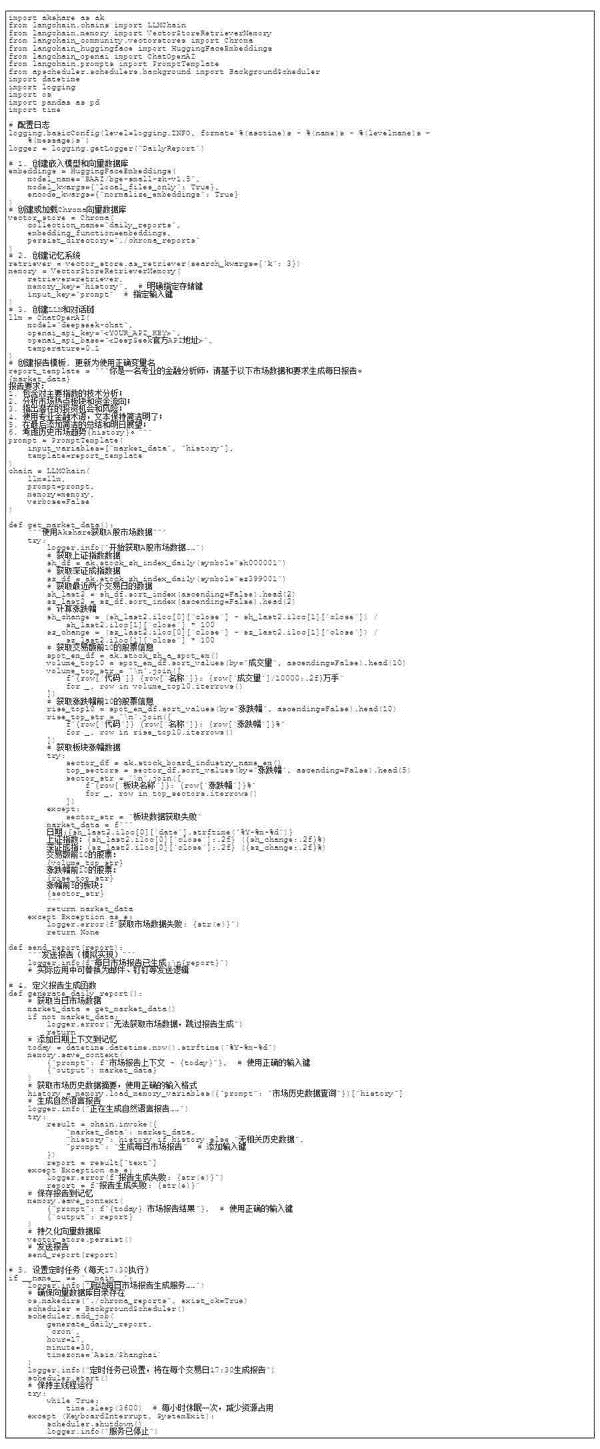 import akshare as ak
from langchain.chains import LLMChain
from langchain.memory import VectorStoreRetrieverMemory
from langchain_community.vectorstores import Chroma
from langchain_huggingface import HuggingFaceEmbeddings
from langchain_openai import ChatOpenAI
from langchain.prompts import PromptTemplate
from apscheduler.schedulers.background import BackgroundScheduler
import datetime
import logging
import os
import pandas as pd
import time
# 配置日志
logging.basicConfig(level=logging.INFO, format='%(asctime)s - %(name)s - %(levelname)s -
%(message)s')
logger = logging.getLogger("DailyReport")
# 1. 创建嵌入模型和向量数据库
embeddings = HuggingFaceEmbeddings(
model_name="BAAI/bge-small-zh-v1.5",
model_kwargs={"local_files_only": True},
encode_kwargs={"normalize_embeddings": True}
)
# 创建或加载Chroma向量数据库
vector_store = Chroma(
collection_name="daily_reports",
embedding_function=embeddings,
persist_directory="./chroma_reports"
)
# 2. 创建记忆系统
retriever = vector_store.as_retriever(search_kwargs={"k": 3})
memory = VectorStoreRetrieverMemory(
retriever=retriever,
memory_key="history", # 明确指定存储键
input_key="prompt" # 指定输入键
)
# 3. 创建LLM和对话链
llm = ChatOpenAI(
model="deepseek-chat",
openai_api_key="<YOUR_API_KEY>",
openai_api_base="<DeepSeek官方API地址>",
temperature=0.1
)
# 创建报告模板，更新为使用正确变量名
report_template = """你是一名专业的金融分析师，请基于以下市场数据和要求生成每日报告。
{market_data}
报告要求：
1. 包含对主要指数的技术分析；
2. 分析市场热点板块和资金流向；
3. 指出潜在的投资机会和风险；
4. 使用专业金融术语，文本保持简洁明了；
5. 在最后添加简洁的总结和明日展望；
6. 考虑历史市场趋势{history}。"""
prompt = PromptTemplate(
input_variables=["market_data", "history"],
template=report_template
)
chain = LLMChain(
llm=llm,
prompt=prompt,
memory=memory,
verbose=False
)
def get_market_data():
"""使用Akshare获取A股市场数据"""
try:
logger.info("开始获取A股市场数据……")
# 获取上证指数数据
sh_df = ak.stock_zh_index_daily(symbol="sh000001")
# 获取深证成指数据
sz_df = ak.stock_zh_index_daily(symbol="sz399001")
# 获取最近两个交易日的数据
sh_last2 = sh_df.sort_index(ascending=False).head(2)
sz_last2 = sz_df.sort_index(ascending=False).head(2)
# 计算涨跌幅
sh_change = (sh_last2.iloc[0]['close'] - sh_last2.iloc[1]['close']) /
sh_last2.iloc[1]['close'] * 100
sz_change = (sz_last2.iloc[0]['close'] - sz_last2.iloc[1]['close']) /
sz_last2.iloc[1]['close'] * 100
# 获取交易额前10的股票信息
spot_em_df = ak.stock_zh_a_spot_em()
volume_top10 = spot_em_df.sort_values(by="成交量", ascending=False).head(10)
volume_top_str = "\n".join([
f"{row['代码']} {row['名称']}: {row['成交量']/10000:.2f}万手"
for _, row in volume_top10.iterrows()
])
# 获取涨跌幅前10的股票信息
rise_top10 = spot_em_df.sort_values(by="涨跌幅", ascending=False).head(10)
rise_top_str = "\n".join([
f"{row['代码']} {row['名称']}: {row['涨跌幅']}%"
for _, row in rise_top10.iterrows()
])
# 获取板块涨幅数据
try:
sector_df = ak.stock_board_industry_name_em()
top_sectors = sector_df.sort_values(by="涨跌幅", ascending=False).head(5)
sector_str = "\n".join([
f"{row['板块名称']}: {row['涨跌幅']}%"
for _, row in top_sectors.iterrows()
])
except:
sector_str = "板块数据获取失败"
market_data = f"""
日期：{sh_last2.iloc[0]['date'].strftime('%Y-%m-%d')}
上证指数：{sh_last2.iloc[0]['close']:.2f} ({sh_change:.2f}%)
深证成指：{sz_last2.iloc[0]['close']:.2f} ({sz_change:.2f}%)
交易额前10的股票：
{volume_top_str}
涨跌幅前10的股票：
{rise_top_str}
涨幅前5的板块：
{sector_str}
"""
return market_data
except Exception as e:
logger.error(f"获取市场数据失败: {str(e)}")
return None
def send_report(report):
"""发送报告（模拟实现）"""
logger.info(f"每日市场报告已生成:\n{report}")
# 实际应用中可替换为邮件、钉钉等发送逻辑
# 4. 定义报告生成函数
def generate_daily_report():
# 获取当日市场数据
market_data = get_market_data()
if not market_data:
logger.error("无法获取市场数据，跳过报告生成")
return
# 添加日期上下文到记忆
today = datetime.datetime.now().strftime("%Y-%m-%d")
memory.save_context(
{"prompt": f"市场报告上下文 - {today}"}, # 使用正确的输入键
{"output": market_data}
)
# 获取市场历史数据摘要，使用正确的输入格式
history = memory.load_memory_variables({"prompt": "市场历史数据查询"})["history"]
# 生成自然语言报告
logger.info("正在生成自然语言报告……")
try:
result = chain.invoke({
"market_data": market_data,
"history": history if history else "无相关历史数据",
"prompt": "生成每日市场报告" # 添加输入键
})
report = result["text"]
except Exception as e:
logger.error(f"报告生成失败: {str(e)}")
report = f"报告生成失败: {str(e)}"
# 保存报告到记忆
memory.save_context(
{"prompt": f"{today} 市场报告结果"}, # 使用正确的输入键
{"output": report}
)
# 持久化向量数据库
vector_store.persist()
# 发送报告
send_report(report)
# 5. 设置定时任务（每天17:30执行）
if __name__ == "__main__":
logger.info("启动每日市场报告生成服务……")
# 确保向量数据库目录存在
os.makedirs("./chroma_reports", exist_ok=True)
scheduler = BackgroundScheduler()
scheduler.add_job(
generate_daily_report,
'cron',
hour=17,
minute=30,
timezone='Asia/Shanghai'
)
logger.info("定时任务已设置，将在每个交易日17:30生成报告")
scheduler.start()
# 保持主线程运行
try:
while True:
time.sleep(3600) # 每小时休眠一次，减少资源占用
except (KeyboardInterrupt, SystemExit):
scheduler.shutdown()
logger.info("服务已停止")